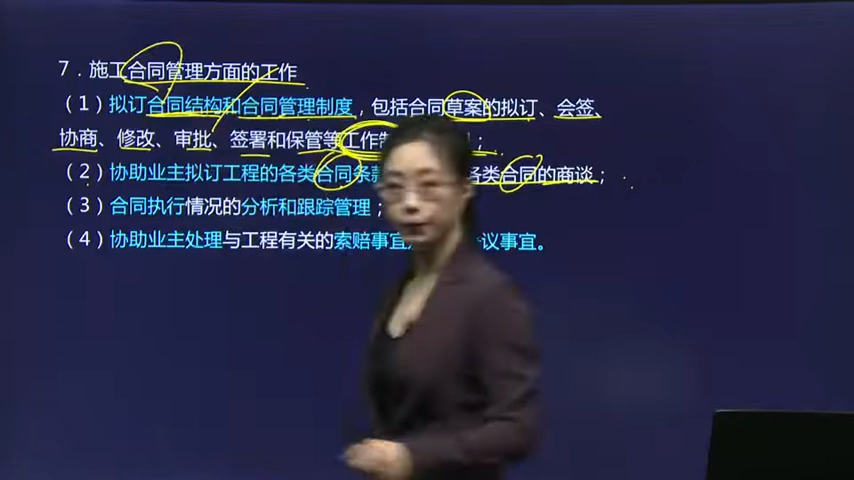 7．施工合同管理方面的工作
（1）拟订合同结构和合同管理制度，包括合同草案的拟订、会签、
协商、修改、审批、签署和保管等工作制；
（2）协助业主拟订工程的各类合同条款各类合同的商谈；
（3）合同执行情况的分析和跟踪管理；
（4）协助业主处理与工程有关的索赔事宜议事宜。